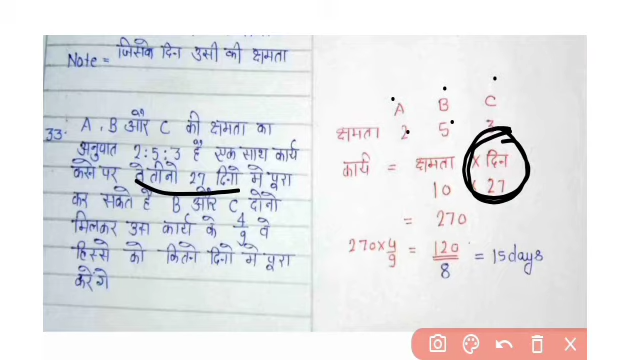 Note = जिसके दिन उसी की क्षमता
33. A, B और C की क्षमता का
अनुपात 2:5:3 है एक साथ कार्य
करने पर वे तीनो 27 दिनो मे पूरा
कर सकते है B और C दोनो
मिलकर उस कार्य के 4/9 वे
हिस्से को कितने दिनो मे पूरा
करेगे
A B C
क्षमता 2 5 3
कार्य = क्षमता × दिन
10 × 27
= 270
270 × 4/9 = 120/8 = 15 days